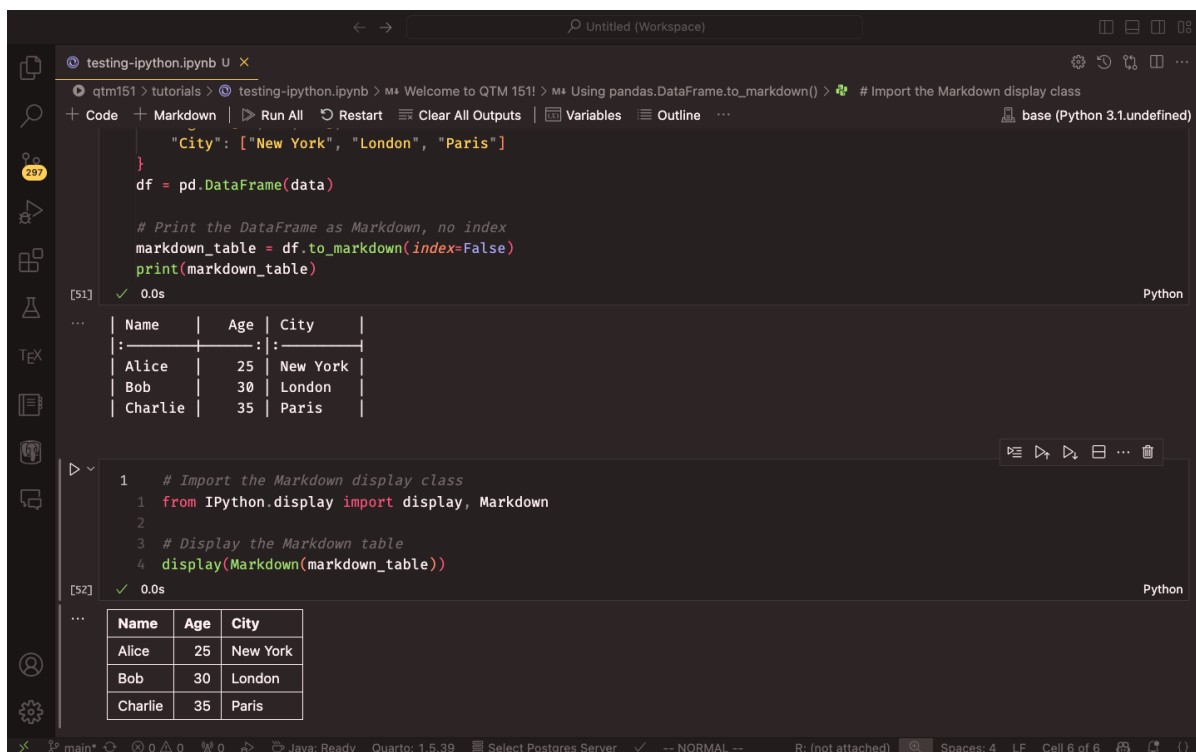 Untitled (Workspace)
testing-ipython.ipynb U
qtm151 > tutorials > testing-ipython.ipynb > M↓ Welcome to QTM 151! > M↓ Using pandas.DataFrame.to_markdown() > # Import the Markdown display class
+ Code + Markdown | Run All Restart Clear All Outputs | Variables Outline ... base (Python 3.1.undefined)
"City": ["New York", "London", "Paris"]
}
df = pd.DataFrame(data)
# Print the DataFrame as Markdown, no index
markdown_table = df.to_markdown(index=False)
print(markdown_table)
[51] ✓ 0.0s Python
| Name | Age | City |
|:--------|------:|:---------|
| Alice | 25 | New York |
| Bob | 30 | London |
| Charlie | 35 | Paris |
1 # Import the Markdown display class
1 from IPython.display import display, Markdown
2
3 # Display the Markdown table
4 display(Markdown(markdown_table))
[52] ✓ 0.0s Python
Name Age City
Alice 25 New York
Bob 30 London
Charlie 35 Paris
297
TEX
main* 0 0 0 Java: Ready Quarto: 1.5.39 Select Postgres Server ✓ -- NORMAL -- R: (not attached) Spaces: 4 LF Cell 6 of 6